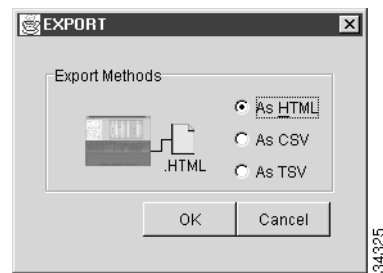 EXPORT
Export Methods
As HTML
As CSV
.HTML
As TSV
OK
Cancel
34325